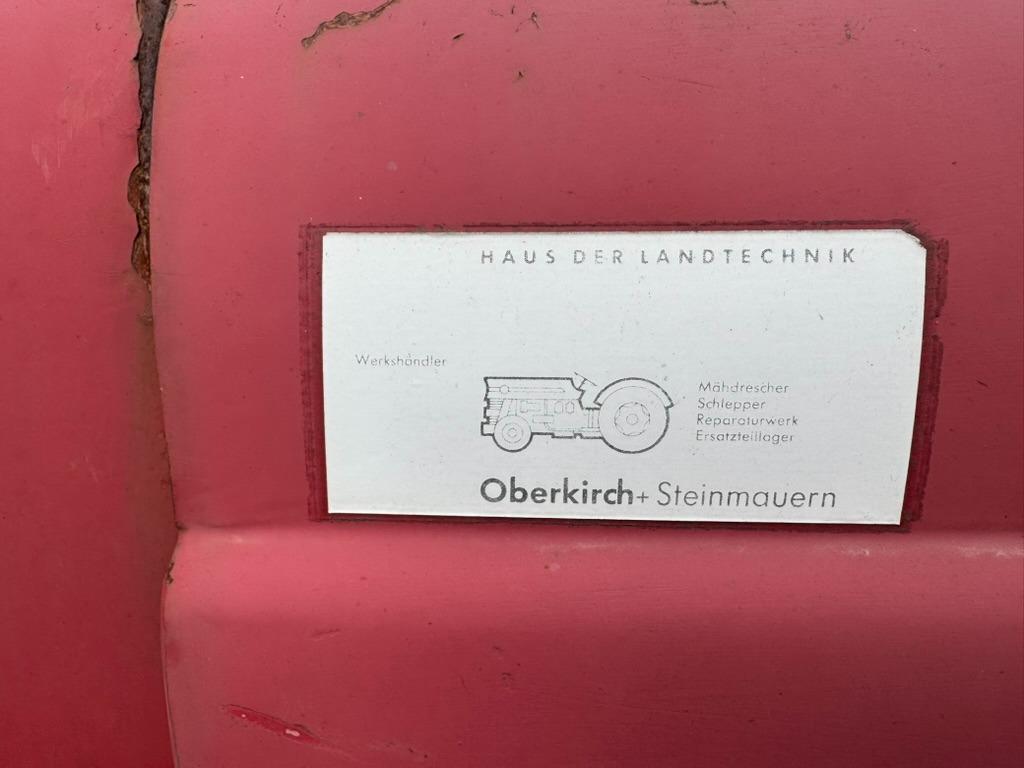 HAUS DER LANDTECHNIK
Werkshändler
Mähdrescher
Schlepper
Reparaturwerk
Ersatzteillager
Oberkirch + Steinmauern